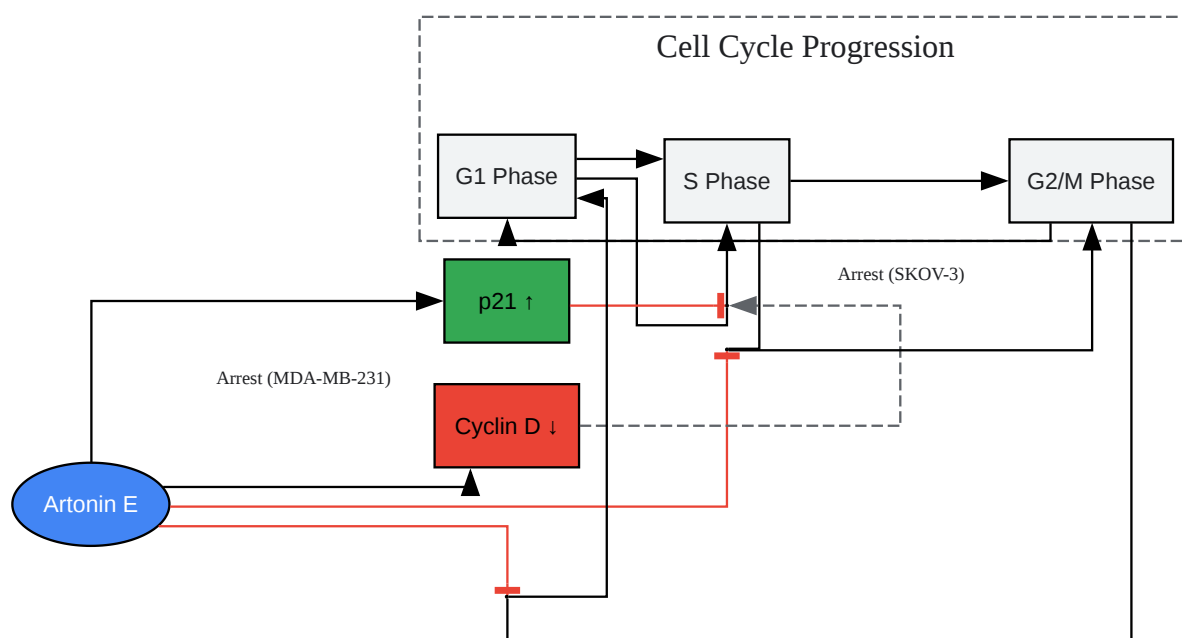 Cell Cycle Progression
G1 Phase
S Phase
G2/M Phase
Arrest (SKOV-3)
p21 ↑
Arrest (MDA-MB-231)
Cyclin D ↓
Artonin E